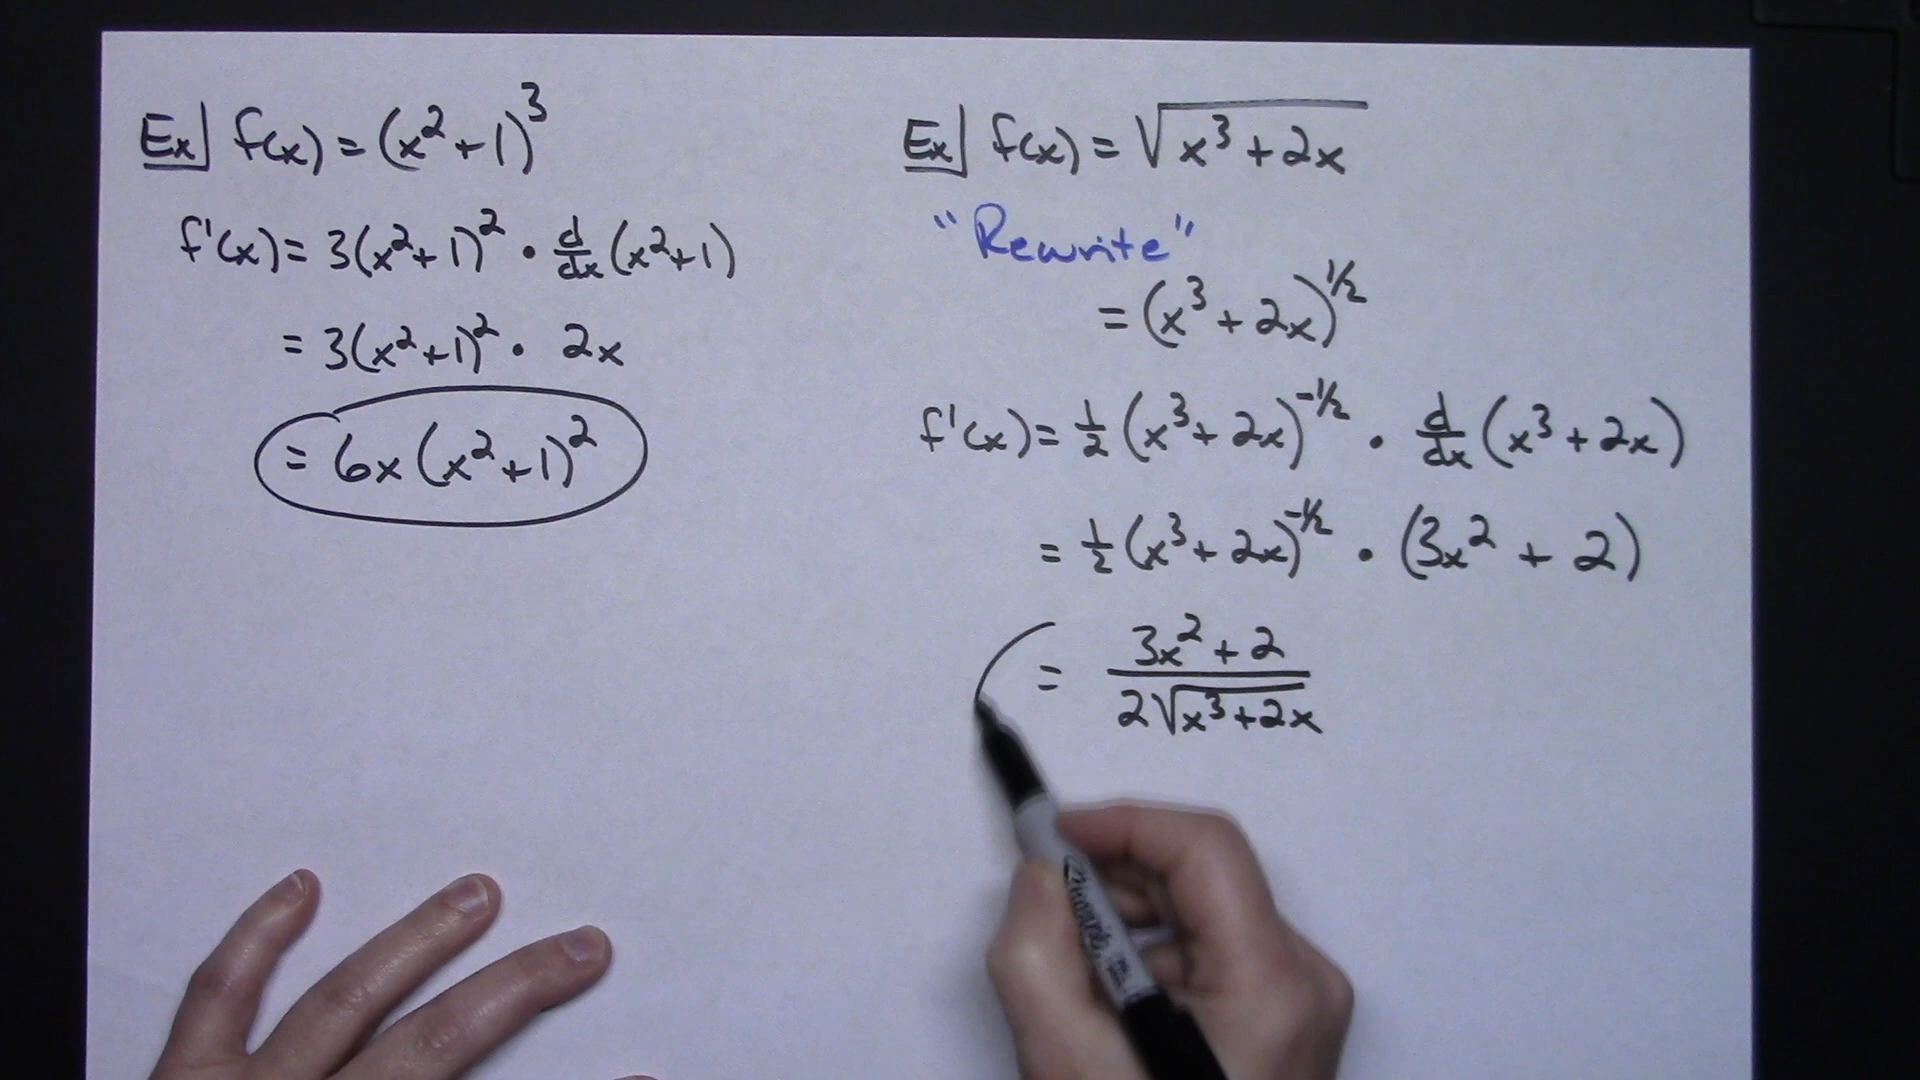 Ex| f(x) = (x²+1)³
f'(x) = 3(x²+1)² • d/dx (x²+1)
= 3(x²+1)² • 2x
= 6x(x²+1)²
Ex| f(x) = √(x³+2x)
"Rewrite"
= (x³+2x)^1/2
f'(x) = 1/2 (x³+2x)^-1/2 • d/dx (x³+2x)
= 1/2 (x³+2x)^-1/2 • (3x²+2)
= (3x²+2)/(2√(x³+2x))
Sharpie